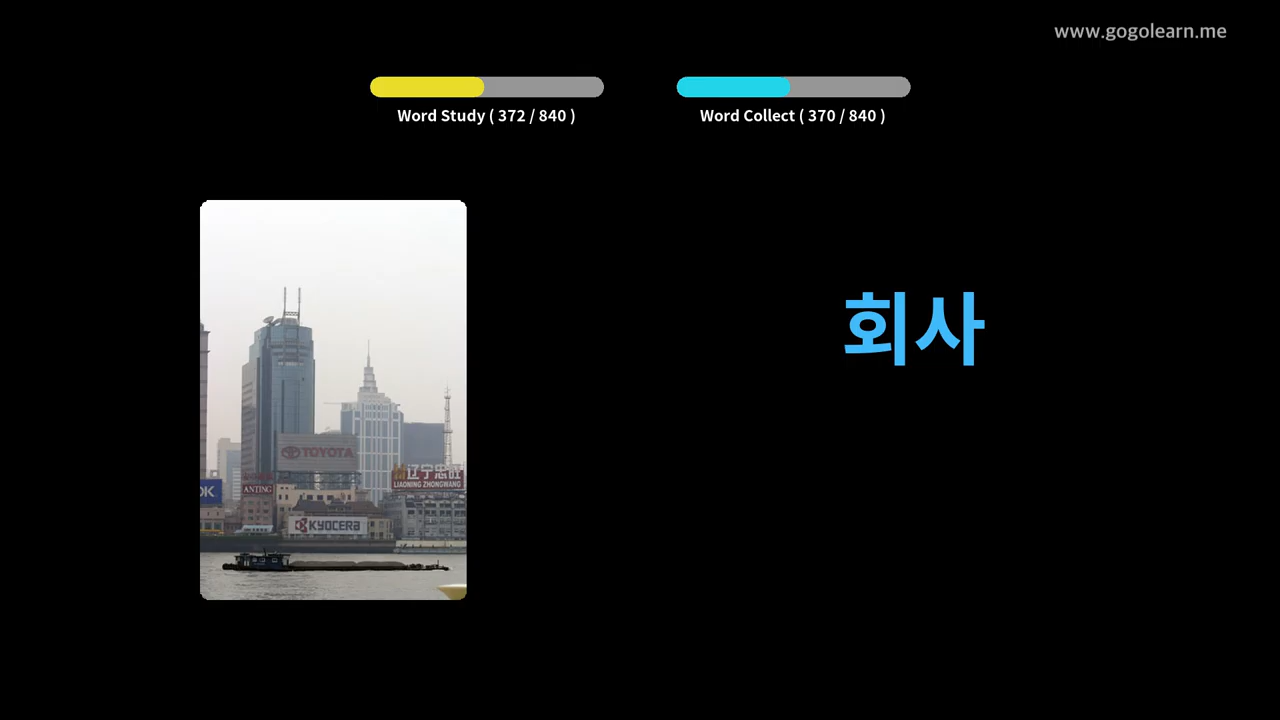 www.gogolearn.me
Word Study ( 372 / 840 )
Word Collect ( 370 / 840 )
회사
TOYOTA
辽宁忠旺
LIAONING ZHONGWANG
OK
ANTING
KYOCERA